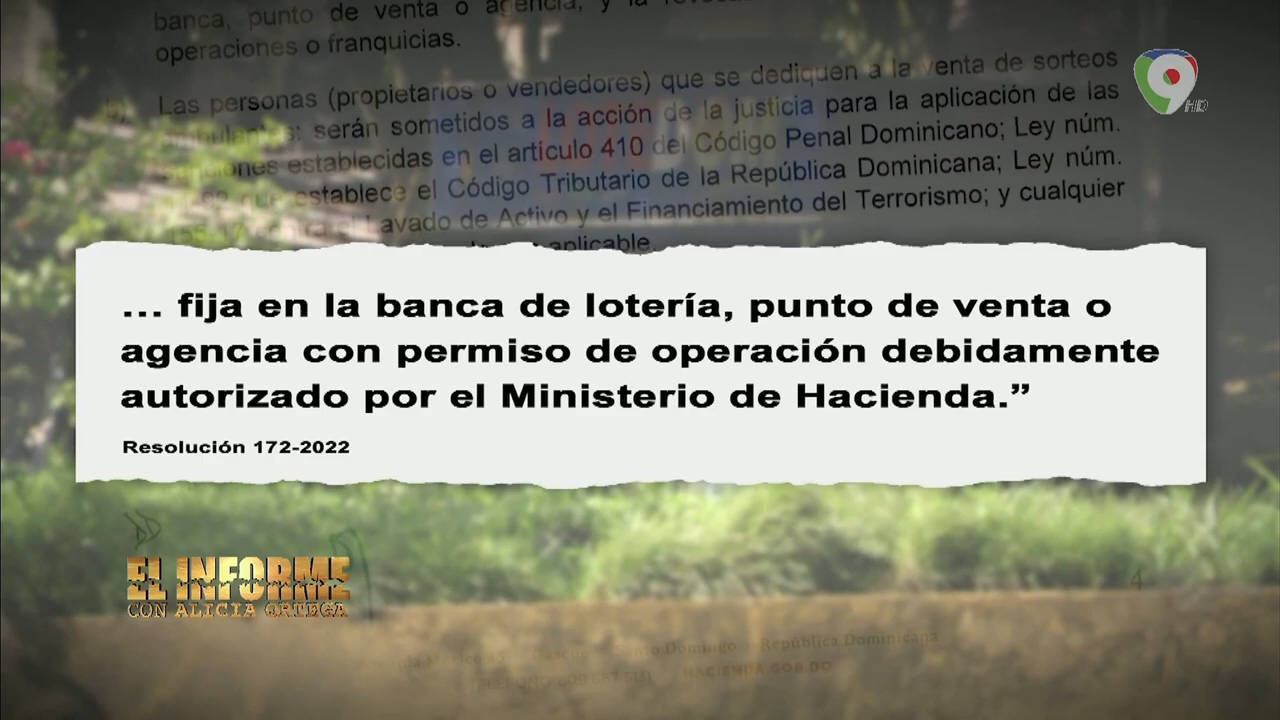 banca, punto de venta o agencia, y la
operaciones o franquicias.
Las personas (propietarios o vendedores) que se dediquen a la venta de sorteos
serán sometidos a la acción de la justicia para la aplicación de las
establecidas en el artículo 410 del Código Penal Dominicano; Ley núm.
establece el Código Tributario de la República Dominicana; Ley núm.
Lavado de Activo y el Financiamiento del Terrorismo; y cualquier
aplicable.
9
HD
... fija en la banca de lotería, punto de venta o
agencia con permiso de operación debidamente
autorizado por el Ministerio de Hacienda.”
Resolución 172-2022
EL INFORME
CON ALICIA ORTEGA
4
Santo Domingo República Dominicana
HACIENDA.GOB.DO